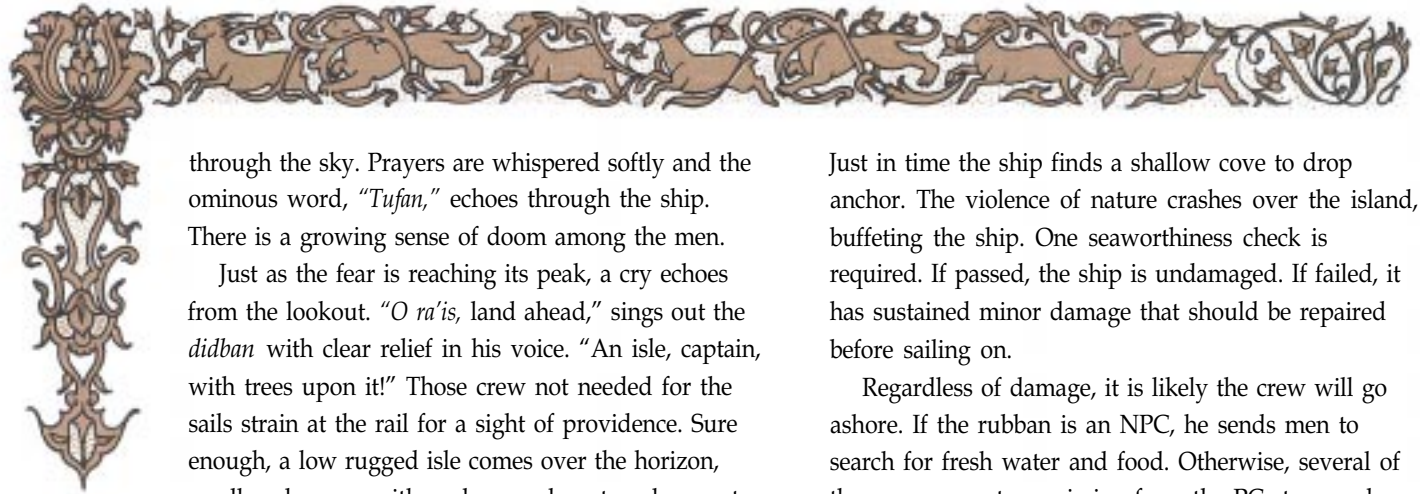 through the sky. Prayers are whispered softly and the
ominous word, “Tufan,” echoes through the ship.
There is a growing sense of doom among the men.
Just as the fear is reaching its peak, a cry echoes
from the lookout. “O ra’is, land ahead,” sings out the
didban with clear relief in his voice. “An isle, captain,
with trees upon it!” Those crew not needed for the
sails strain at the rail for a sight of providence. Sure
enough, a low rugged isle comes over the horizon,
Just in time the ship finds a shallow cove to drop
anchor. The violence of nature crashes over the island,
buffeting the ship. One seaworthiness check is
required. If passed, the ship is undamaged. If failed, it
has sustained minor damage that should be repaired
before sailing on.
Regardless of damage, it is likely the crew will go
ashore. If the rubban is an NPC, he sends men to
search for fresh water and food. Otherwise, several of